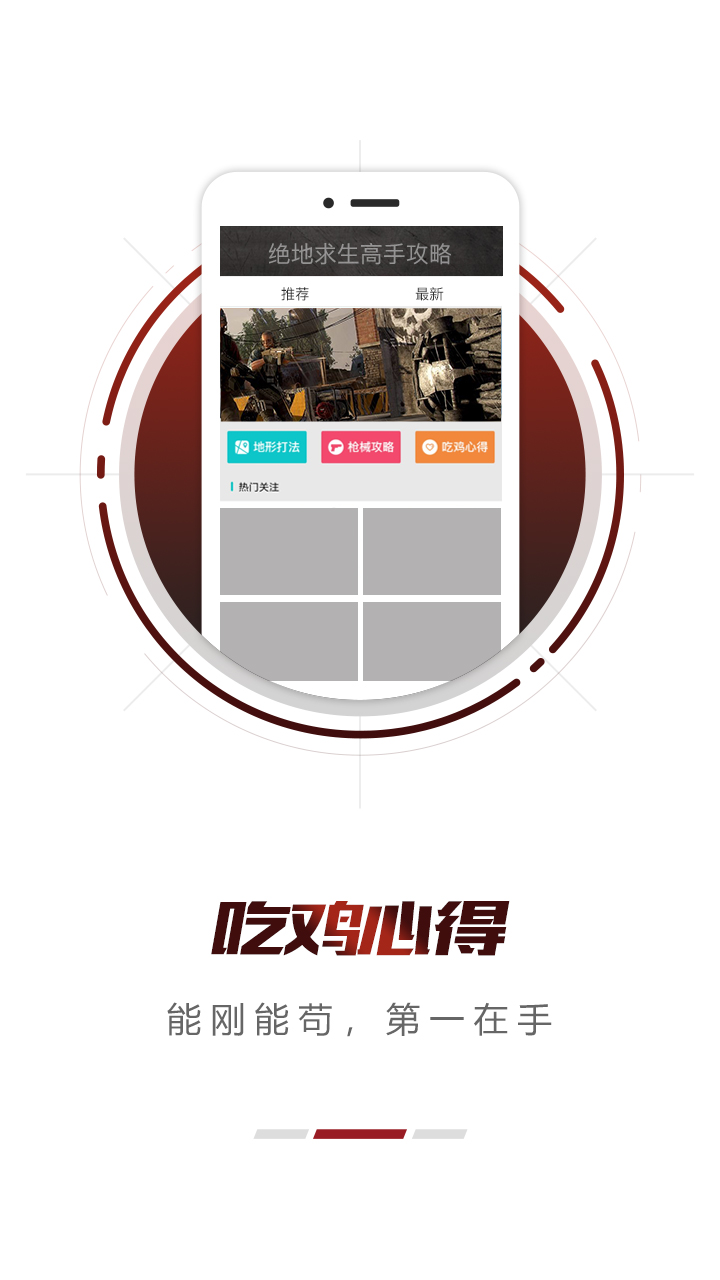 绝地求生高手攻略
推荐 最新
地形打法 枪械攻略 吃鸡心得
热门关注
吃鸡心得
能刚能苟，第一在手